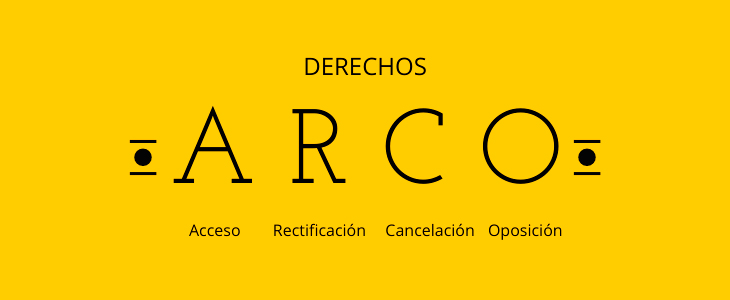 DERECHOS
ARCO
Acceso Rectificación Cancelación Oposición